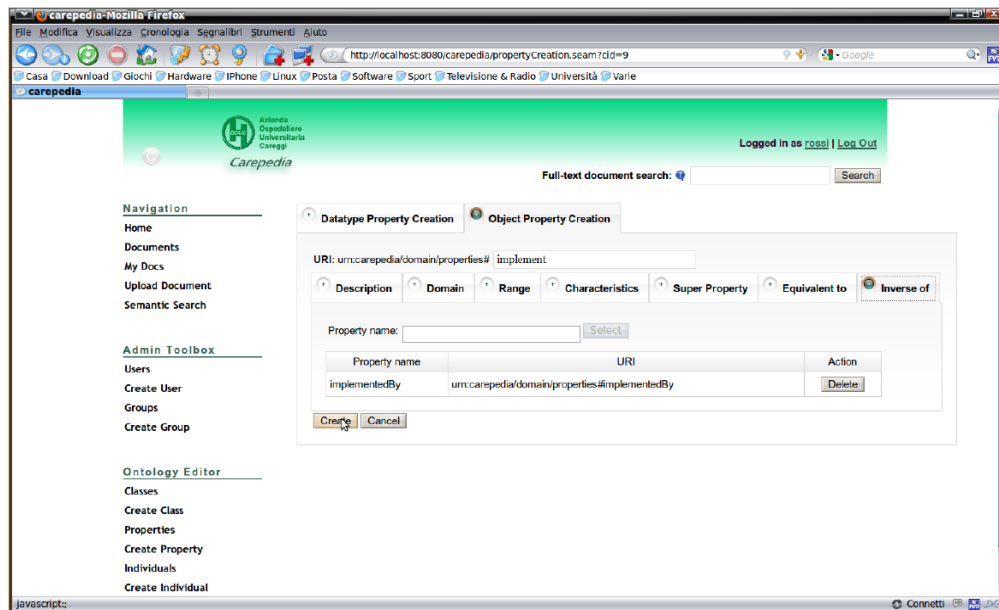 carepedia-Mozilla Firefox
File Modifica Visualizza Cronologia Segnalibri Strumenti Aiuto
http://localhost:8080/carepedia/propertyCreation.seam?cid=9
Google
Casa Download Giochi Hardware IPhone Linux Posta Software Sport Televisione & Radio Università Varie
carepedia
Azienda
Ospedaliero
Universitaria
Careggi
Carepedia
Logged in as rossi | Log Out
Full-text document search: Search
Navigation
Home
Documents
My Docs
Upload Document
Semantic Search
Admin Toolbox
Users
Create User
Groups
Create Group
Ontology Editor
Classes
Create Class
Properties
Create Property
Individuals
Create Individual
Datatype Property Creation Object Property Creation
URI: urn:carepedia/domain/properties# implement
Description Domain Range Characteristics Super Property Equivalent to Inverse of
Property name: Select
Property name URI Action
implementedBy urn:carepedia/domain/properties#implementedBy Delete
Create Cancel
javascript:;
Connetti